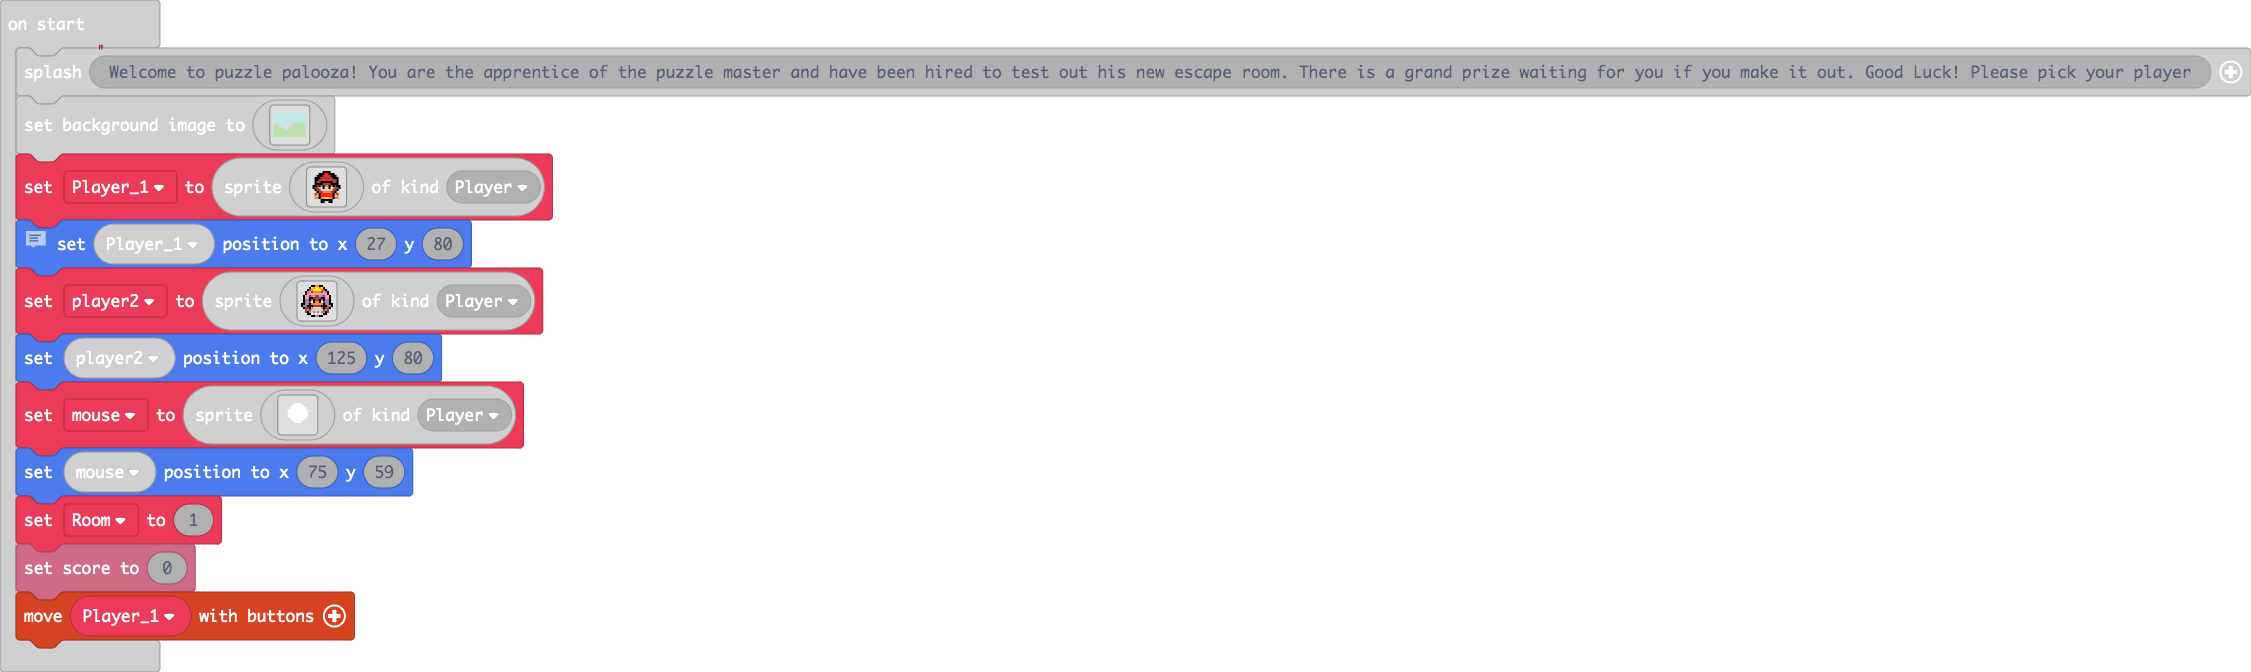 on start
splash " Welcome to puzzle palooza! You are the apprentice of the puzzle master and have been hired to test out his new escape room. There is a grand prize waiting for you if you make it out. Good Luck! Please pick your player
set background image to
set Player_1 to sprite of kind Player
set Player_1 position to x 27 y 80
set player2 to sprite of kind Player
set player2 position to x 125 y 80
set mouse to sprite of kind Player
set mouse position to x 75 y 59
set Room to 1
set score to 0
move Player_1 with buttons